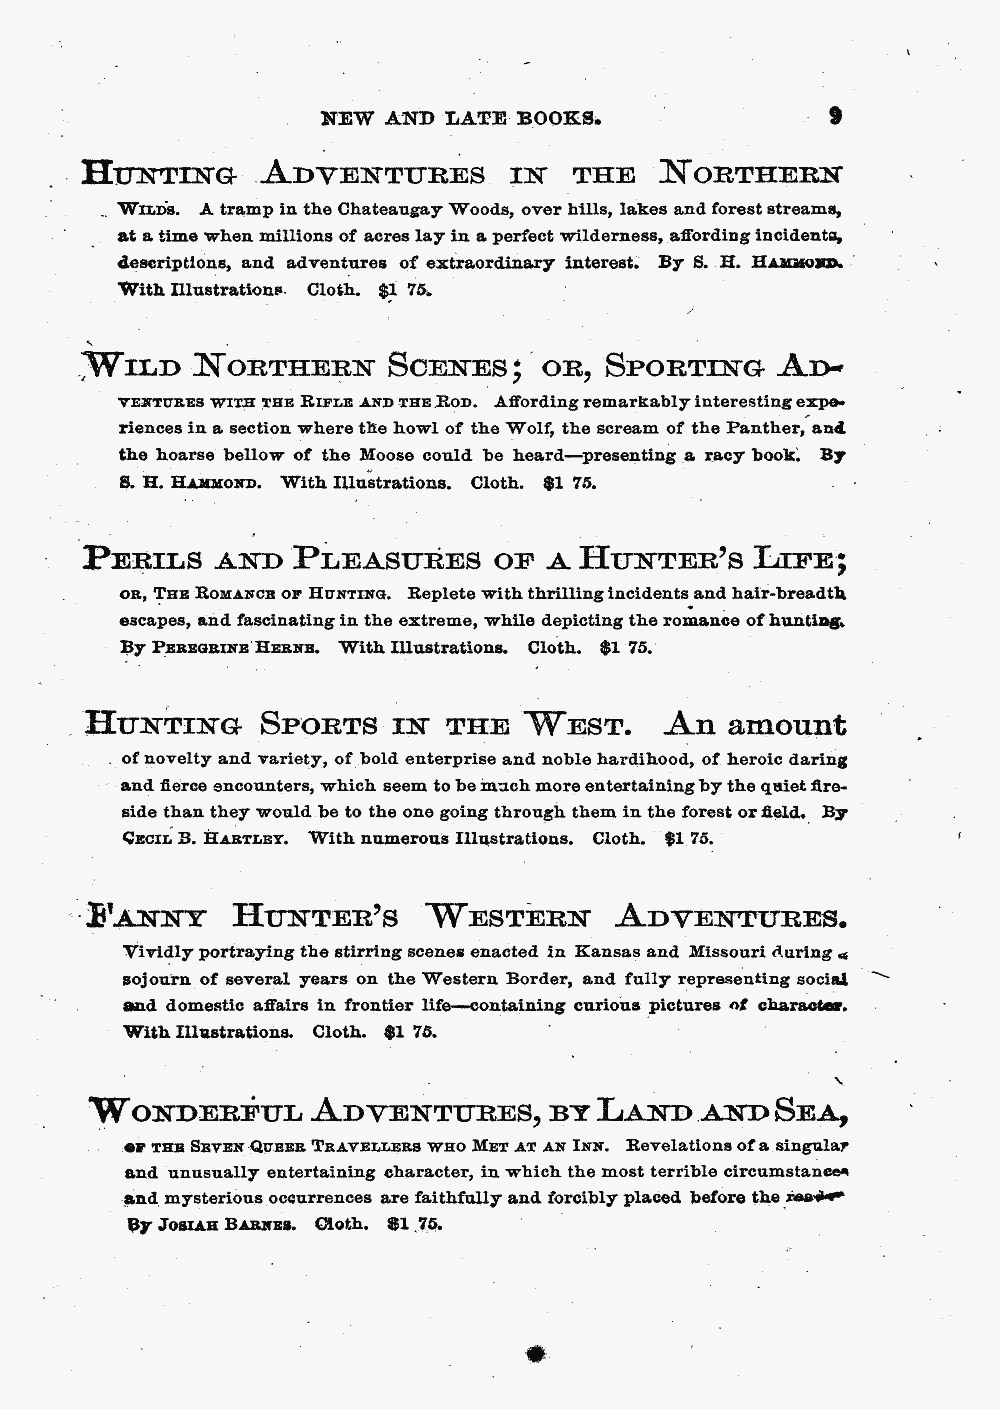 NEW AND LATE BOOKS. 9
HUNTING ADVENTURES IN THE NORTHERN
WILDS. A tramp in the Chateaugay Woods, over hills, lakes and forest streams,
at a time when millions of acres lay in a perfect wilderness, affording incidents,
descriptions, and adventures of extraordinary interest. By S. H. HAMMOND.
With Illustrations. Cloth. $1 75.
WILD NORTHERN SCENES; OR, SPORTING AD-
VENTURES WITH THE RIFLE AND THE ROD. Affording remarkably interesting expe-
riences in a section where the howl of the Wolf, the scream of the Panther, and
the hoarse bellow of the Moose could be heard—presenting a racy book. By
S. H. HAMMOND. With Illustrations. Cloth. $1 75.
PERILS AND PLEASURES OF A HUNTER'S LIFE;
OR, THE ROMANCE OF HUNTING. Replete with thrilling incidents and hair-breadth
escapes, and fascinating in the extreme, while depicting the romance of hunting.
By PEREGRINE HERNE. With Illustrations. Cloth. $1 75.
HUNTING SPORTS IN THE WEST. An amount
of novelty and variety, of bold enterprise and noble hardihood, of heroic daring
and fierce encounters, which seem to be much more entertaining by the quiet fire-
side than they would be to the one going through them in the forest or field. By
CECIL B. HARTLEY. With numerous Illustrations. Cloth. $1 75.
FANNY HUNTER'S WESTERN ADVENTURES.
Vividly portraying the stirring scenes enacted in Kansas and Missouri during a
sojourn of several years on the Western Border, and fully representing social
and domestic affairs in frontier life—containing curious pictures of character.
With Illustrations. Cloth. $1 75.
WONDERFUL ADVENTURES, BY LAND AND SEA,
OF THE SEVEN QUEER TRAVELLERS WHO MET AT AN INN. Revelations of a singular
and unusually entertaining character, in which the most terrible circumstances
and mysterious occurrences are faithfully and forcibly placed before the reader
By JOSIAH BARNES. Cloth. $1 75.